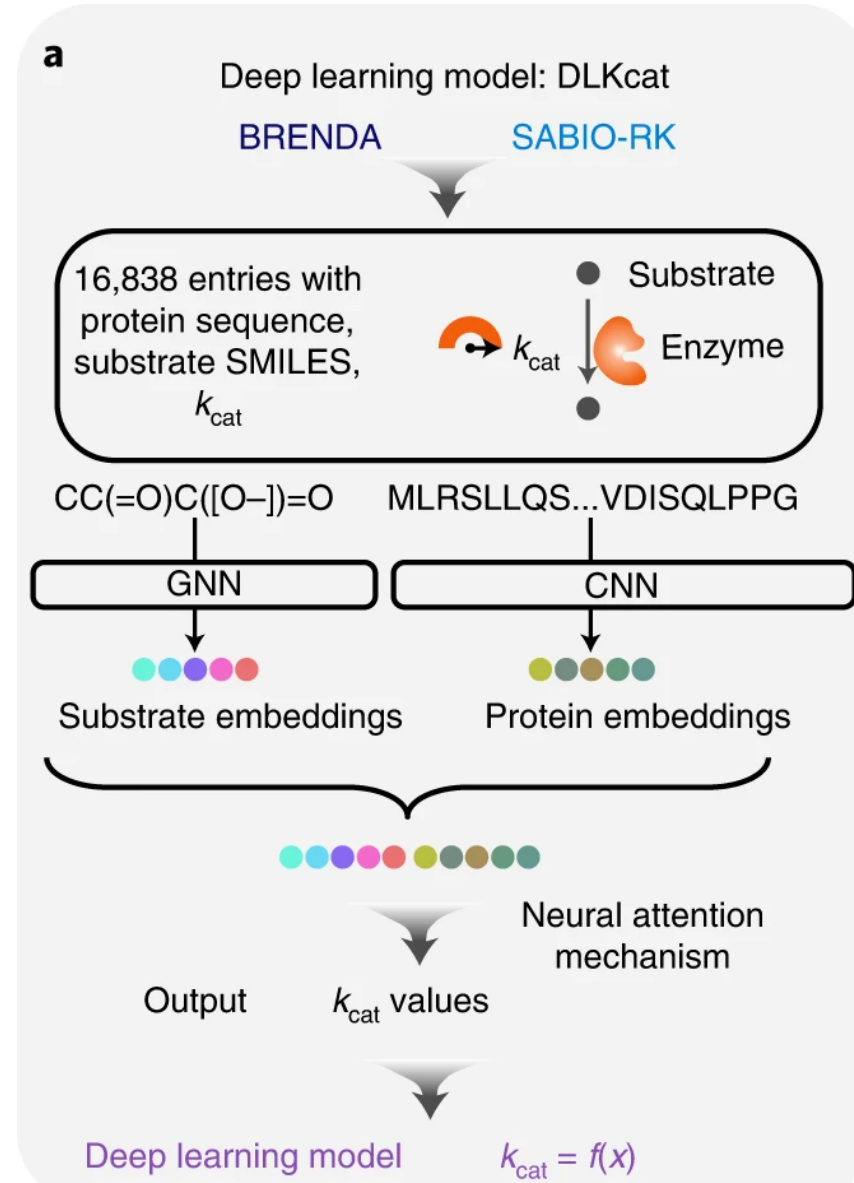 a
Deep learning model: DLKcat
BRENDA SABIO-RK
16,838 entries with
protein sequence,
substrate SMILES,
kcat
Substrate
kcat
Enzyme
CC(=O)C([O–])=O MLRSLLQS...VDISQLPPG
GNN CNN
Substrate embeddings Protein embeddings
Neural attention
mechanism
Output kcat values
Deep learning model kcat = f(x)